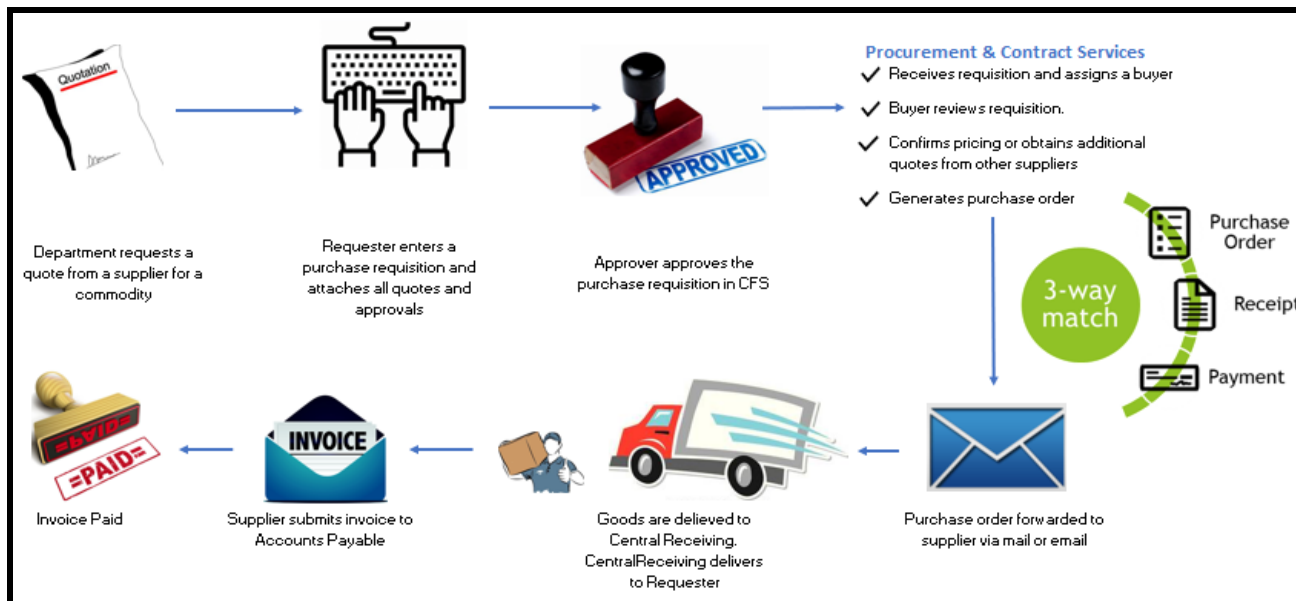 Quotation
APPROVED
Procurement & Contract Services
Receives requisition and assigns a buyer
Buyer reviews requisition.
Confirms pricing or obtains additional
quotes from other suppliers
Generates purchase order
Department requests a
quote from a supplier for a
commodity
Requester enters a
purchase requisition and
attaches all quotes and
approvals
Approver approves the
purchase requisition in CFS
3-way
match
Purchase
Order
Receipt
Payment
=PAID=
=PAID=
Invoice Paid
INVOICE
Supplier submits invoice to
Accounts Payable
Goods are delieved to
Central Receiving.
CentralReceiving delivers
to Requester
Purchase order forwarded to
supplier via mail or email